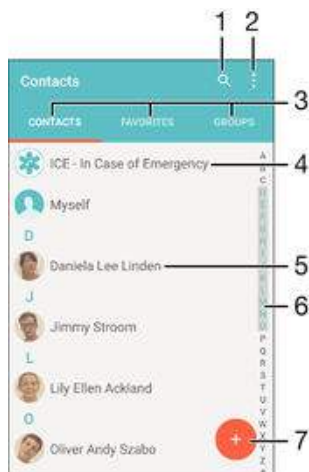 1 2
Contacts
3
CONTACTS FAVORITES GROUPS
ICE - In Case of Emergency
4
Myself
D
Daniela Lee Linden
5
J
6
Jimmy Stroom
L
Lily Ellen Ackland
O
+
7
Oliver Andy Szabo
A
B
C
P
Q
R
S
T
U
V
W
X
Y
Z